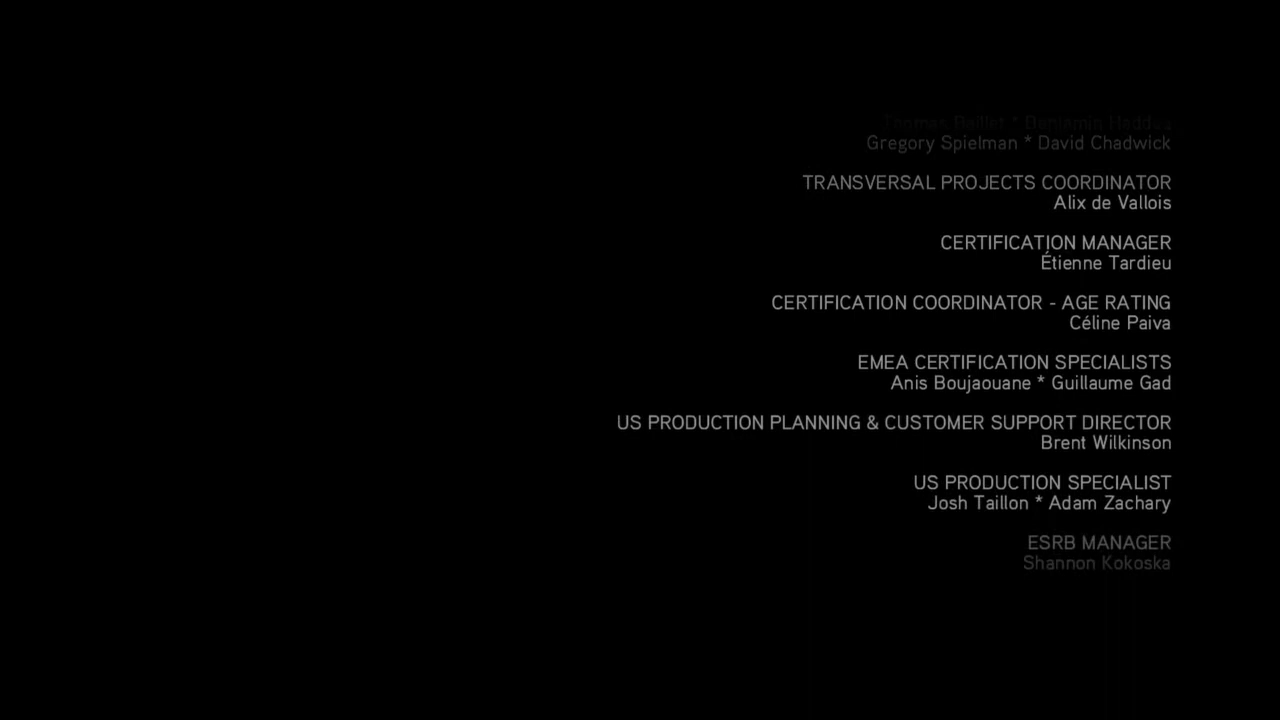 Gregory Spielman * David Chadwick
TRANSVERSAL PROJECTS COORDINATOR
Alix de Vallois
CERTIFICATION MANAGER
Étienne Tardieu
CERTIFICATION COORDINATOR - AGE RATING
Céline Paiva
EMEA CERTIFICATION SPECIALISTS
Anis Boujaouane * Guillaume Gad
US PRODUCTION PLANNING & CUSTOMER SUPPORT DIRECTOR
Brent Wilkinson
US PRODUCTION SPECIALIST
Josh Taillon * Adam Zachary
ESRB MANAGER
Shannon Kokoska